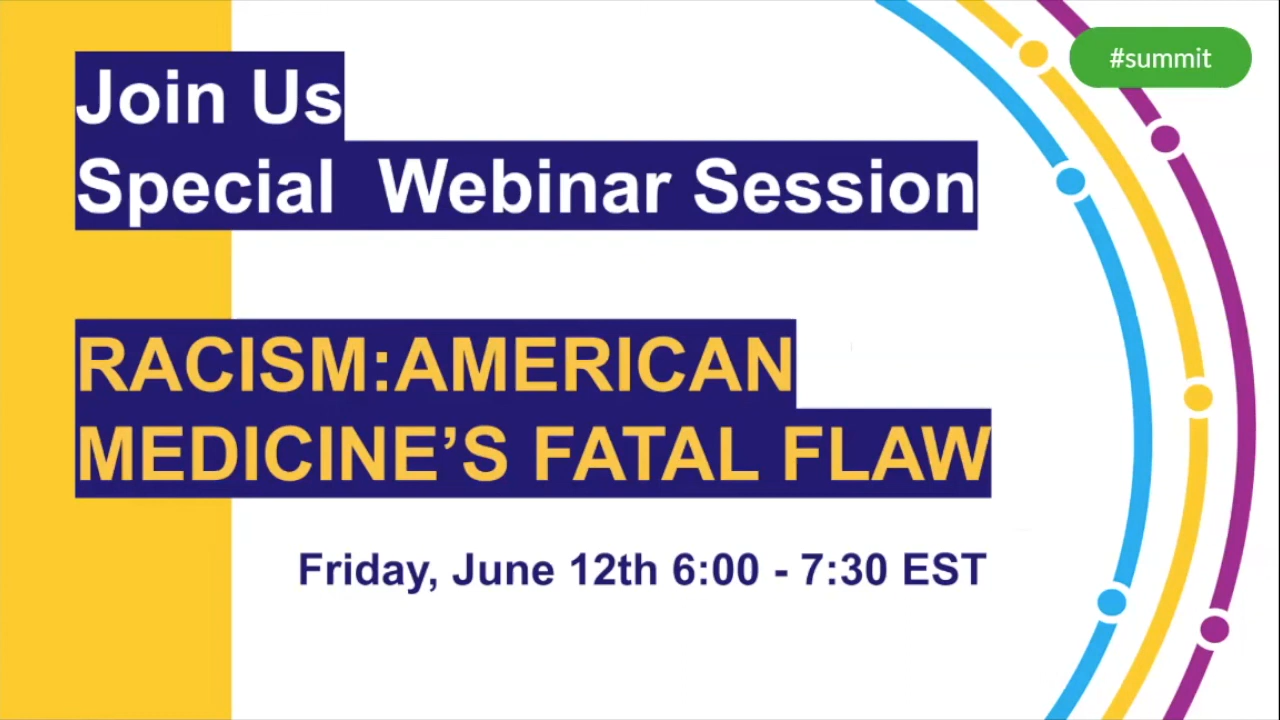 #summit
Join Us
Special  Webinar Session
RACISM:AMERICAN
MEDICINE’S FATAL FLAW
Friday, June 12th 6:00 - 7:30 EST